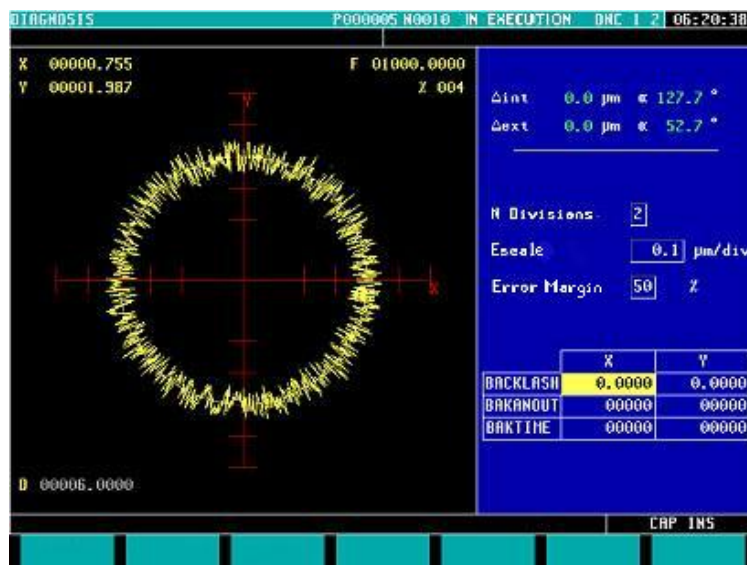 DIAGNOSIS P000005 N0010 IN EXECUTION DNC 1 2 06:20:38
X 00000.755 F 01000.0000
Y 00001.987 % 004
Y
X
D 00006.0000
Δint 0.0 µm ∝ 127.7 °
Δext 0.0 µm ∝ 52.7 °
N Divisions 2
Escale 0.1 µm/div
Error Margin 50 %
X Y
BACKLASH 0.0000 0.0000
BAKANOUT 00000 00000
BAKTIME 00000 00000
CAP INS